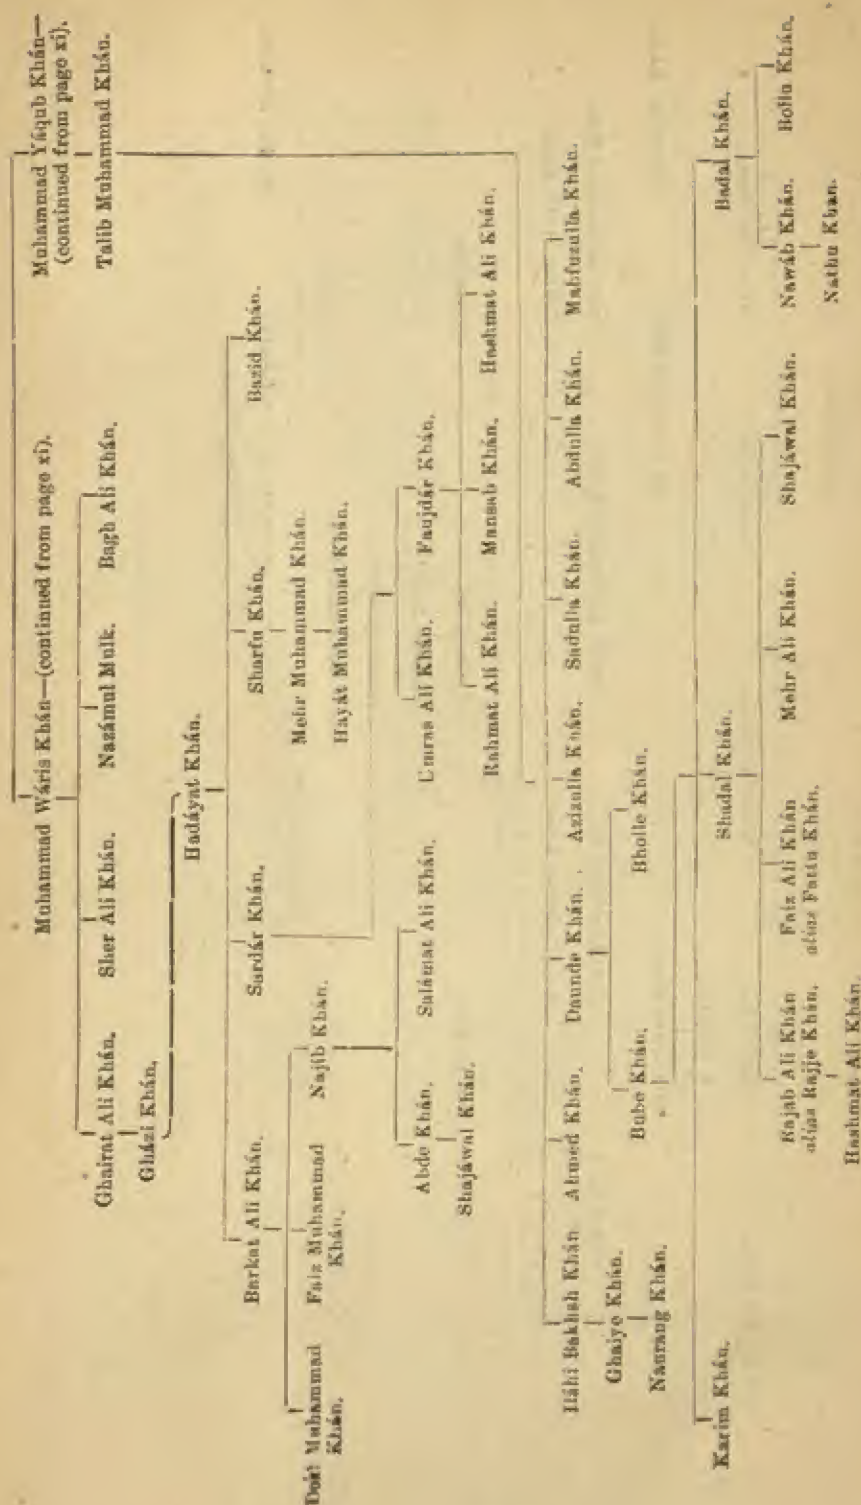 Muhammad Wáris Khán—(continued from page xi).
Muhammad Yáqub Khán—
(continued from page xi).
Ghairat Ali Khán. Sher Ali Khán. Nazámul Mulk. Bagh Ali Khán.
Talib Muhammad Khán.
Gházi Khán.
Hadáyat Khán.
Barkat Ali Khán. Sardár Khán. Sharfu Khán. Bazid Khán.
Dost Muhammad
Khán.
Faiz Muhammad
Khán.
Najib Khán.
Mehr Muhammad Khán.
Hayát Muhammad Khán.
Abde Khán. Salámat Ali Khán. Umrao Ali Khán. Faujdár Khán.
Shajáwal Khán.
Rahmat Ali Khán. Mansab Khán. Hashmat Ali Khán.
Iláhi Bakhsh Khán Ahmed Khán. Daunde Khán. Azizulla Khán. Sadulla Khán. Abdulla Khán. Mahfuzulla Khán.
Ghaiye Khán.
Naurang Khán.
Bube Khán. Bholle Khán.
Karim Khán. Shádal Khán. Badal Khán.
Rajab Ali Khán
alias Rajje Khán.
Faiz Ali Khán
alias Fattu Khán.
Mehr Ali Khán. Shajáwal Khán. Nawáb Khán. Bollu Khán.
Hashmat Ali Khán.
Nathu Khan.